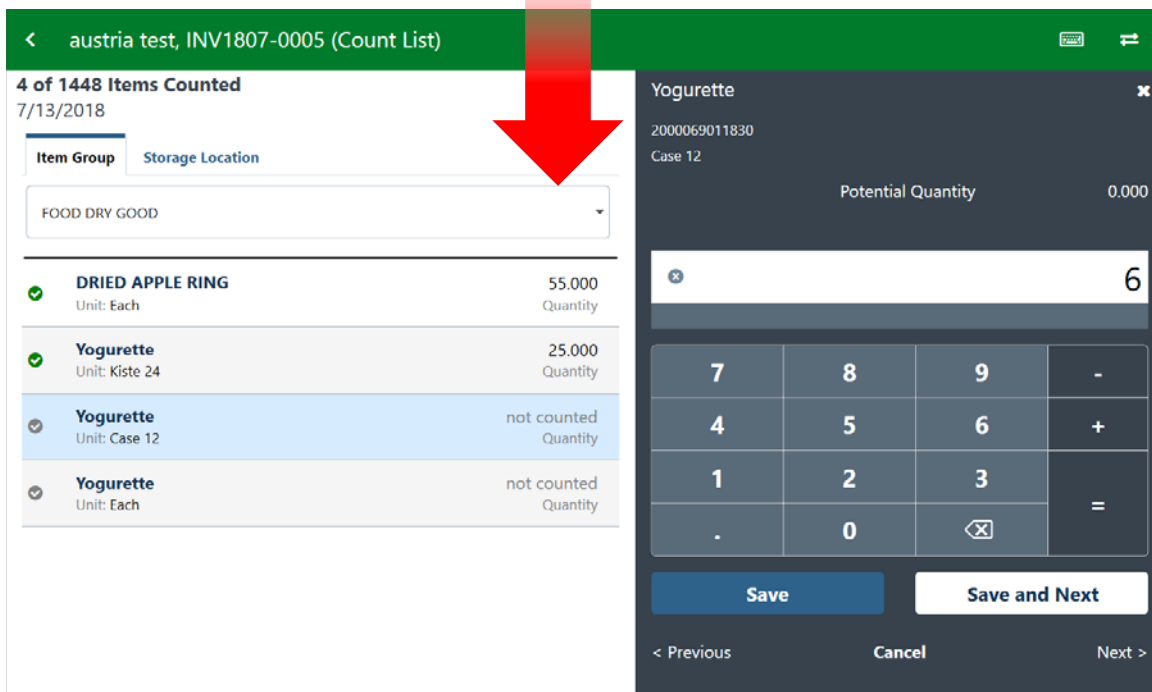 austria test, INV1807-0005 (Count List)
4 of 1448 Items Counted
7/13/2018
Item Group Storage Location
FOOD DRY GOOD
DRIED APPLE RING 55.000
Unit: Each Quantity
Yogurette 25.000
Unit: Kiste 24 Quantity
Yogurette not counted
Unit: Case 12 Quantity
Yogurette not counted
Unit: Each Quantity
Yogurette
2000069011830
Case 12
Potential Quantity 0.000
6
7 8 9 -
4 5 6 +
1 2 3
=
. 0
Save Save and Next
< Previous Cancel Next >